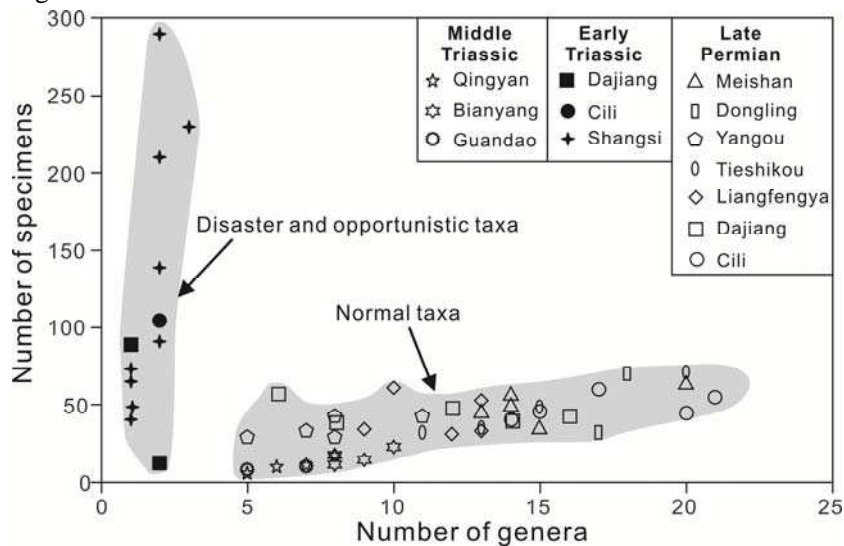 300
250
200
150
100
50
0
Number of specimens
Middle
Triassic
Qingyan
Bianyang
Guandao
Early
Triassic
Dajiang
Cili
Shangsi
Late
Permian
Meishan
Dongling
Yangou
Tieshikou
Liangfengya
Dajiang
Cili
Disaster and opportunistic taxa
Normal taxa
0
5
10
15
20
25
Number of genera